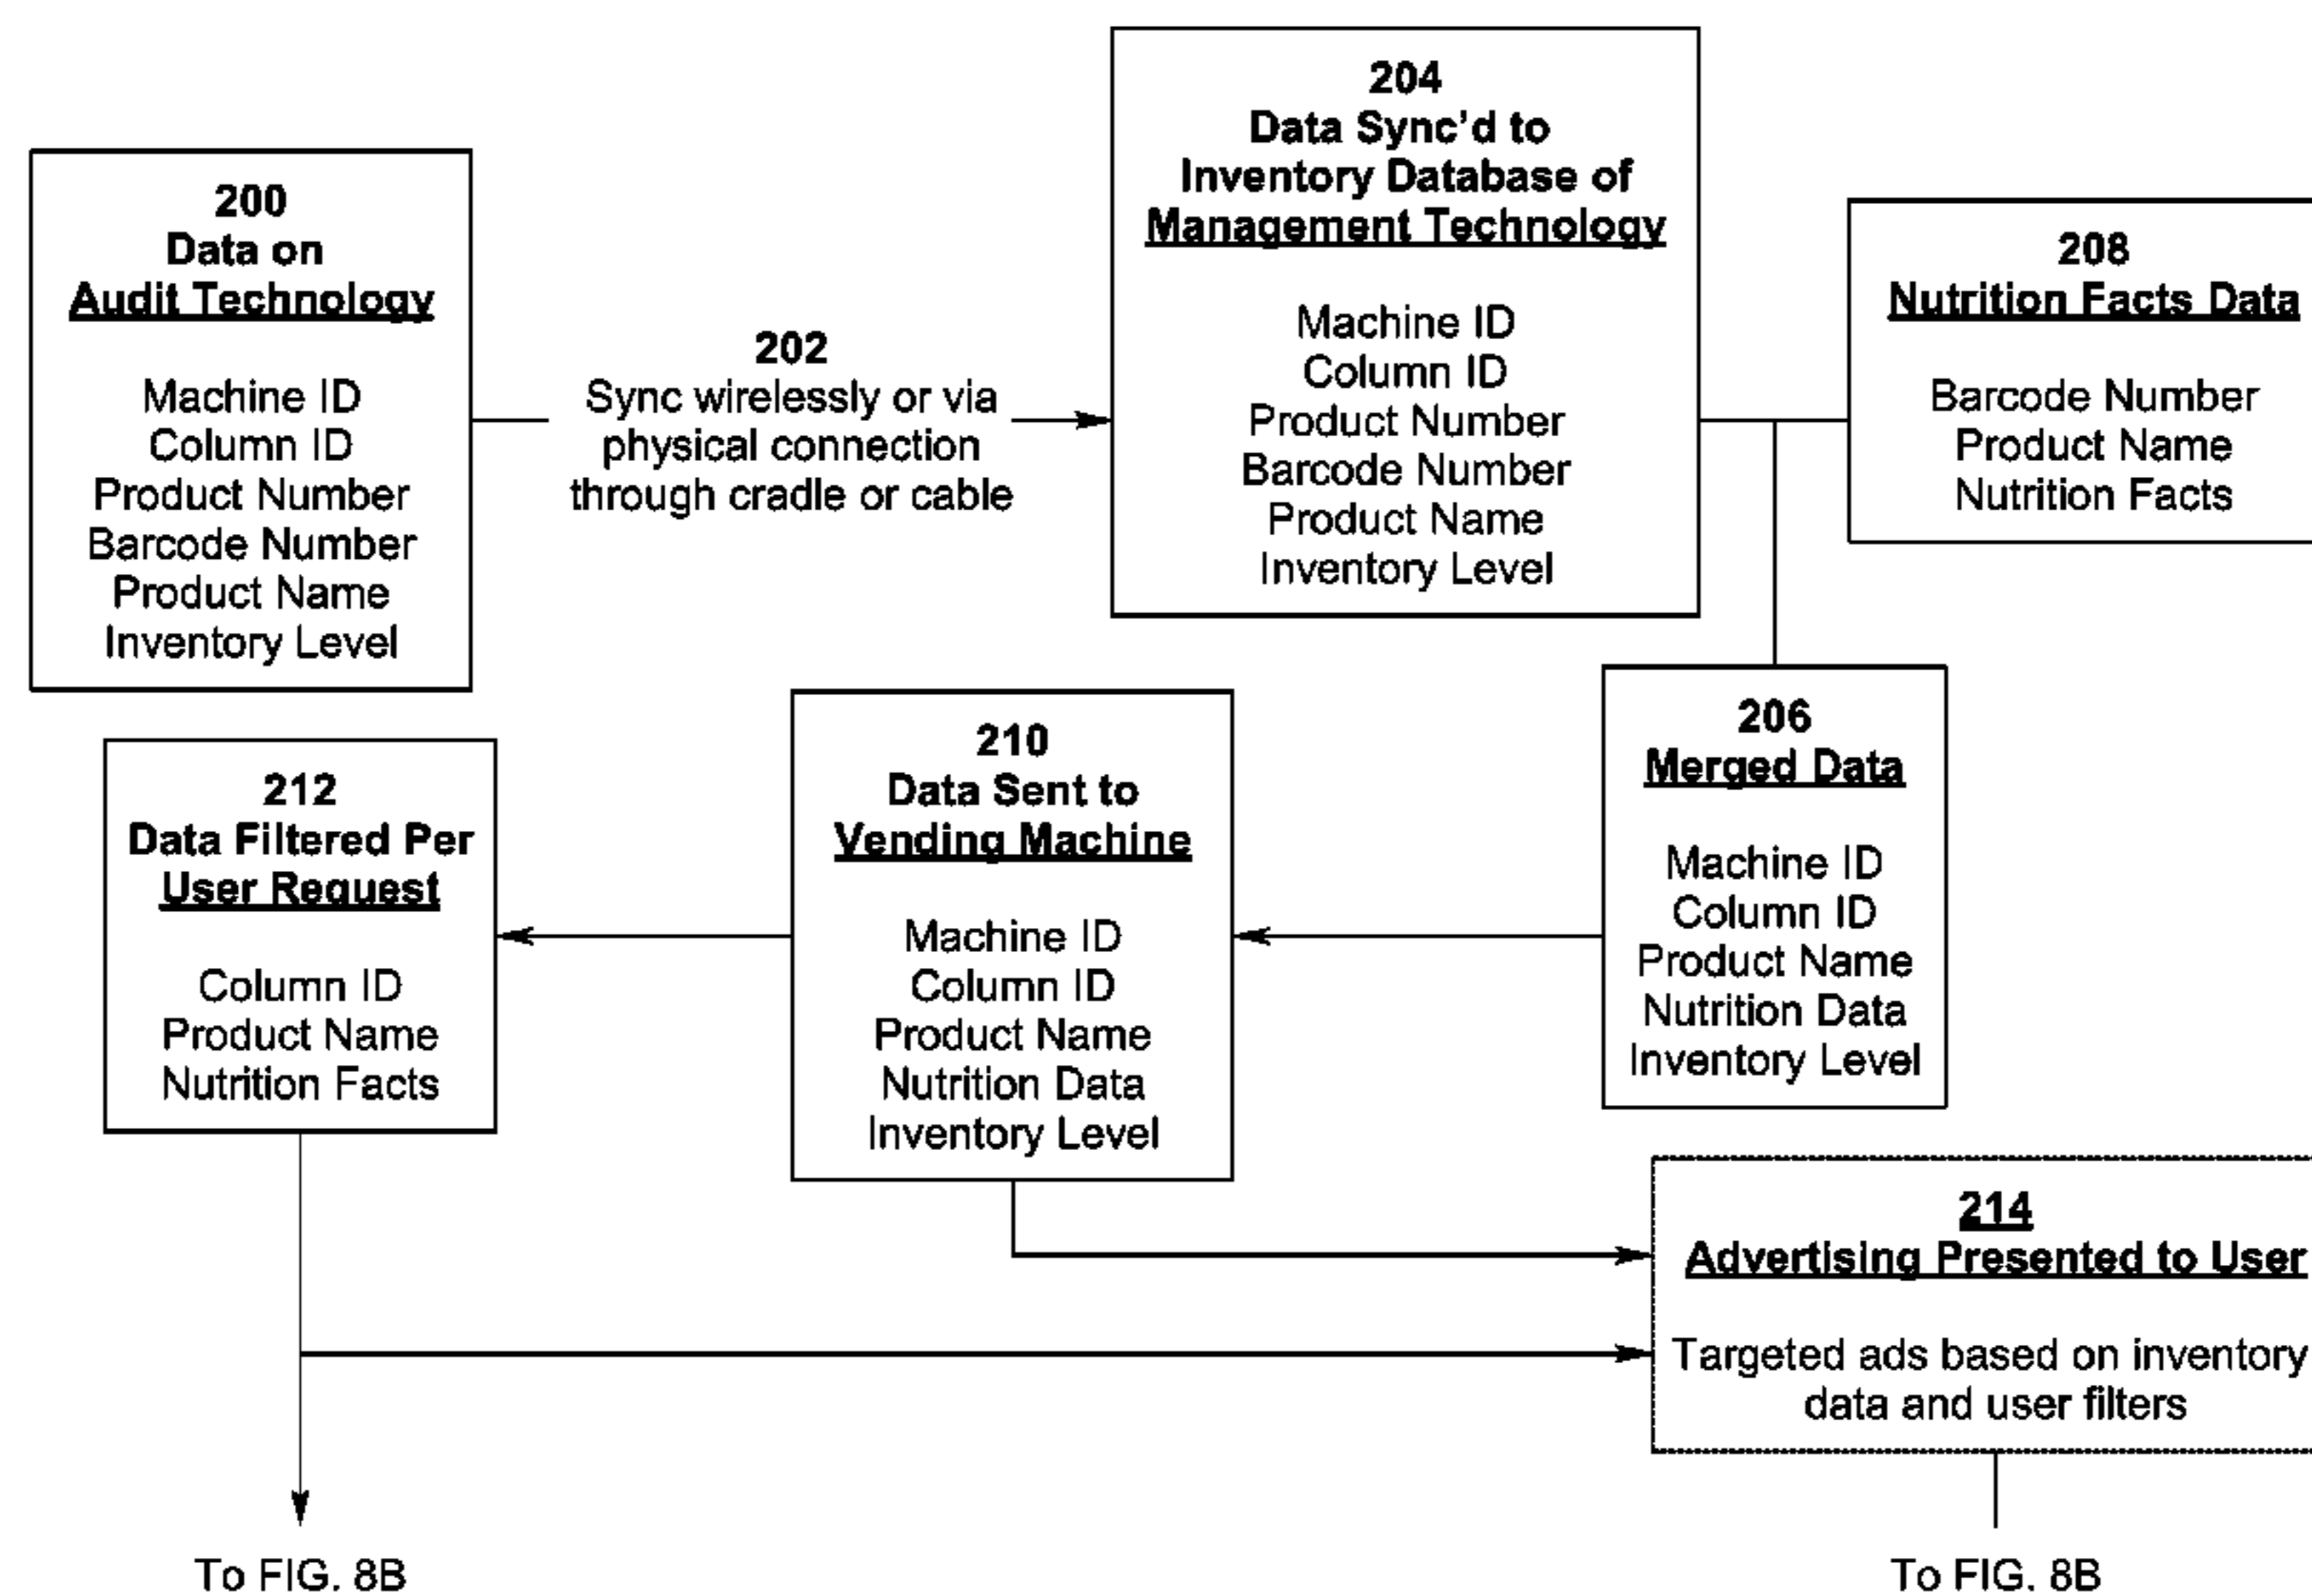 200
Data on
Audit Technology
Machine ID
Column ID
Product Number
Barcode Number
Product Name
Inventory Level
202
Sync wirelessly or via
physical connection
through cradle or cable
204
Data Sync’d to
Inventory Database of
Management Technology
Machine ID
Column ID
Product Number
Barcode Number
Product Name
Inventory Level
208
Nutrition Facts Data
Barcode Number
Product Name
Nutrition Facts
206
Merged Data
Machine ID
Column ID
Product Name
Nutrition Data
Inventory Level
210
Data Sent to
Vending Machine
Machine ID
Column ID
Product Name
Nutrition Data
Inventory Level
212
Data Filtered Per
User Request
Column ID
Product Name
Nutrition Facts
214
Advertising Presented to User
Targeted ads based on inventory
data and user filters
To FIG. 8B
To FIG. 8B